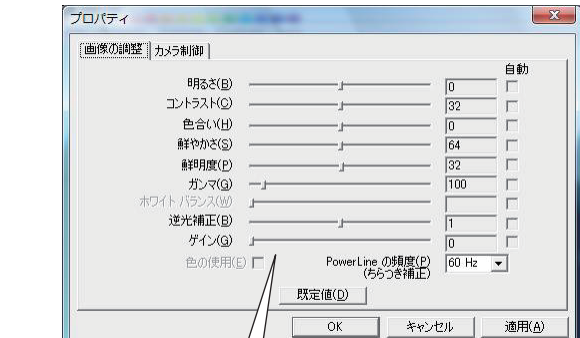 プロパティ
画像の調整 カメラ制御
自動
明るさ(B) 0
コントラスト(C) 32
色合い(H) 0
鮮やかさ(S) 64
鮮明度(P) 32
ガンマ(G) 100
ホワイト バランス(W)
逆光補正(B) 1
ゲイン(G) 0
色の使用(E) PowerLine の頻度(P) 60 Hz
(ちらつき補正)
既定値(D)
OK キャンセル 適用(A)